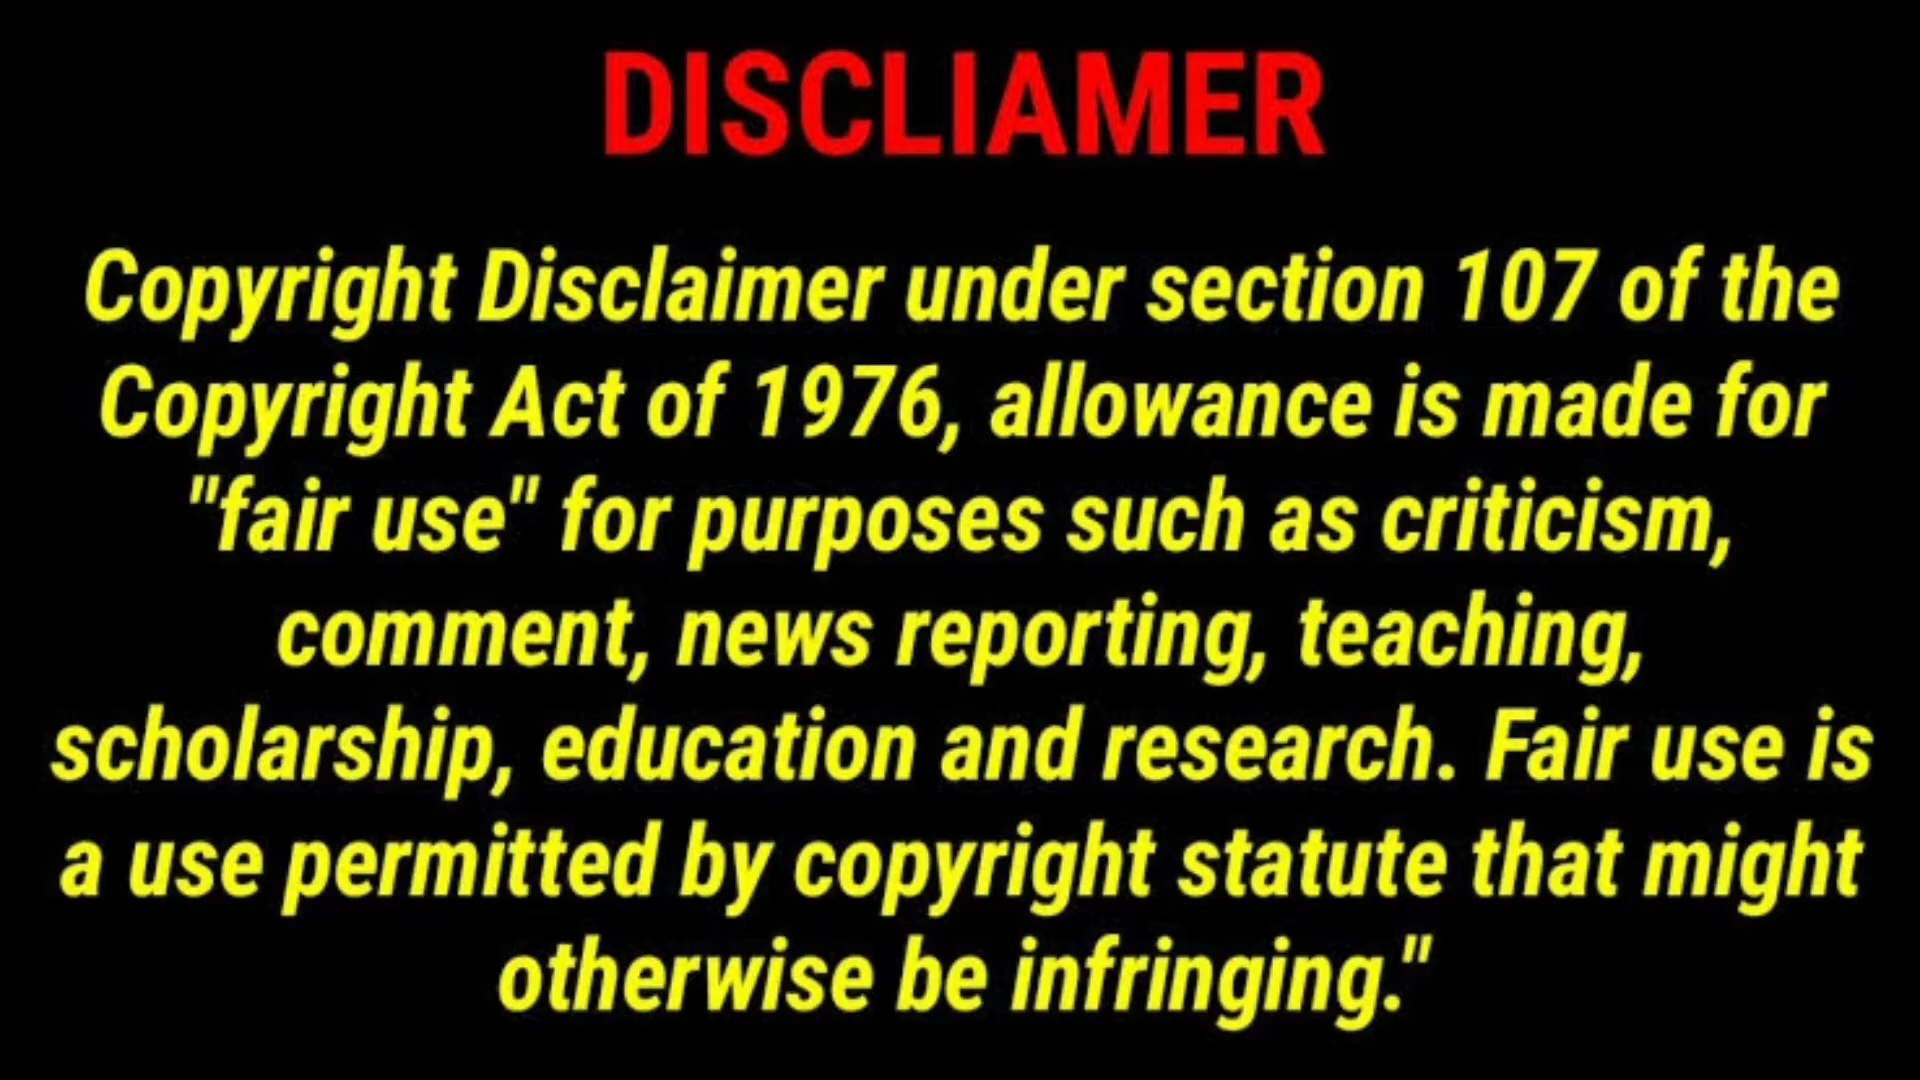 DISCLIAMER
Copyright Disclaimer under section 107 of the
Copyright Act of 1976, allowance is made for
"fair use" for purposes such as criticism,
comment, news reporting, teaching,
scholarship, education and research. Fair use is
a use permitted by copyright statute that might
otherwise be infringing."